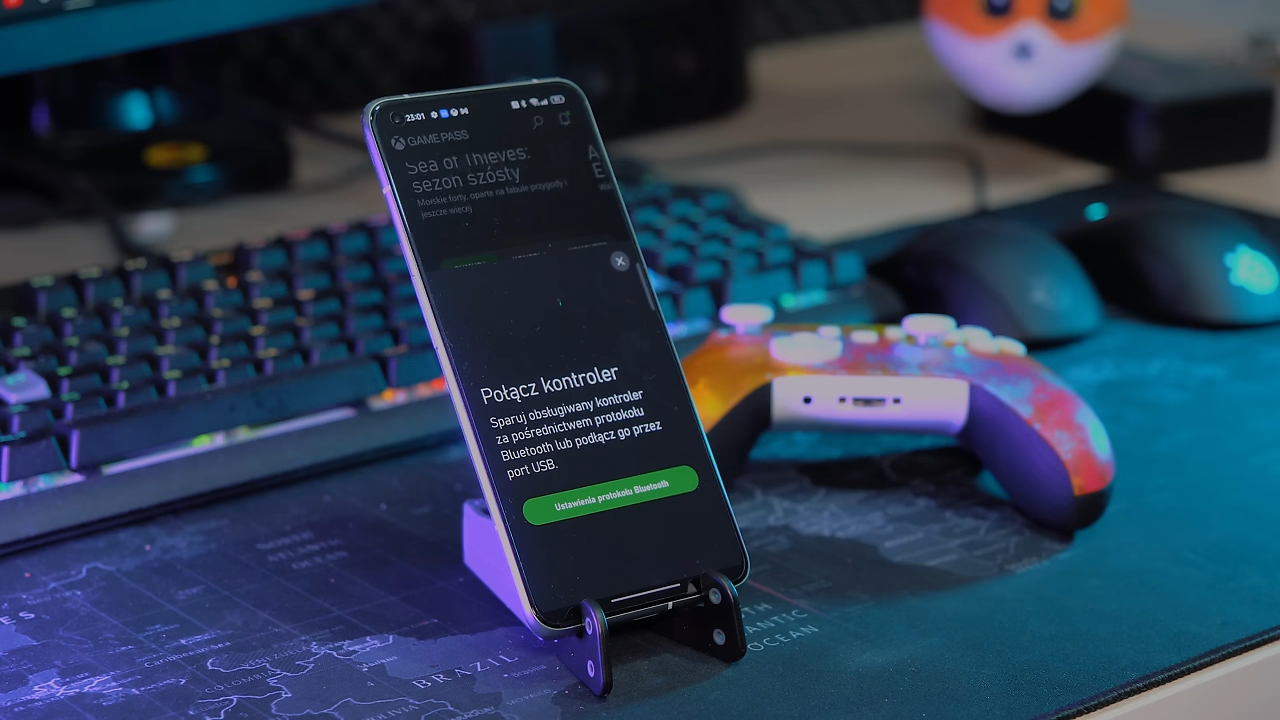 23:01
GAME PASS
Sea of Thieves:
sezon szósty
Morskie forty, oparte na fabule przygody i
jeszcze więcej
A
E
Połącz kontroler
Sparuj obsługiwany kontroler
za pośrednictwem protokołu
Bluetooth lub podłącz go przez
port USB.
Ustawienia protokołu Bluetooth
NORTH
ATLANTIC
OCEAN
BRAZIL